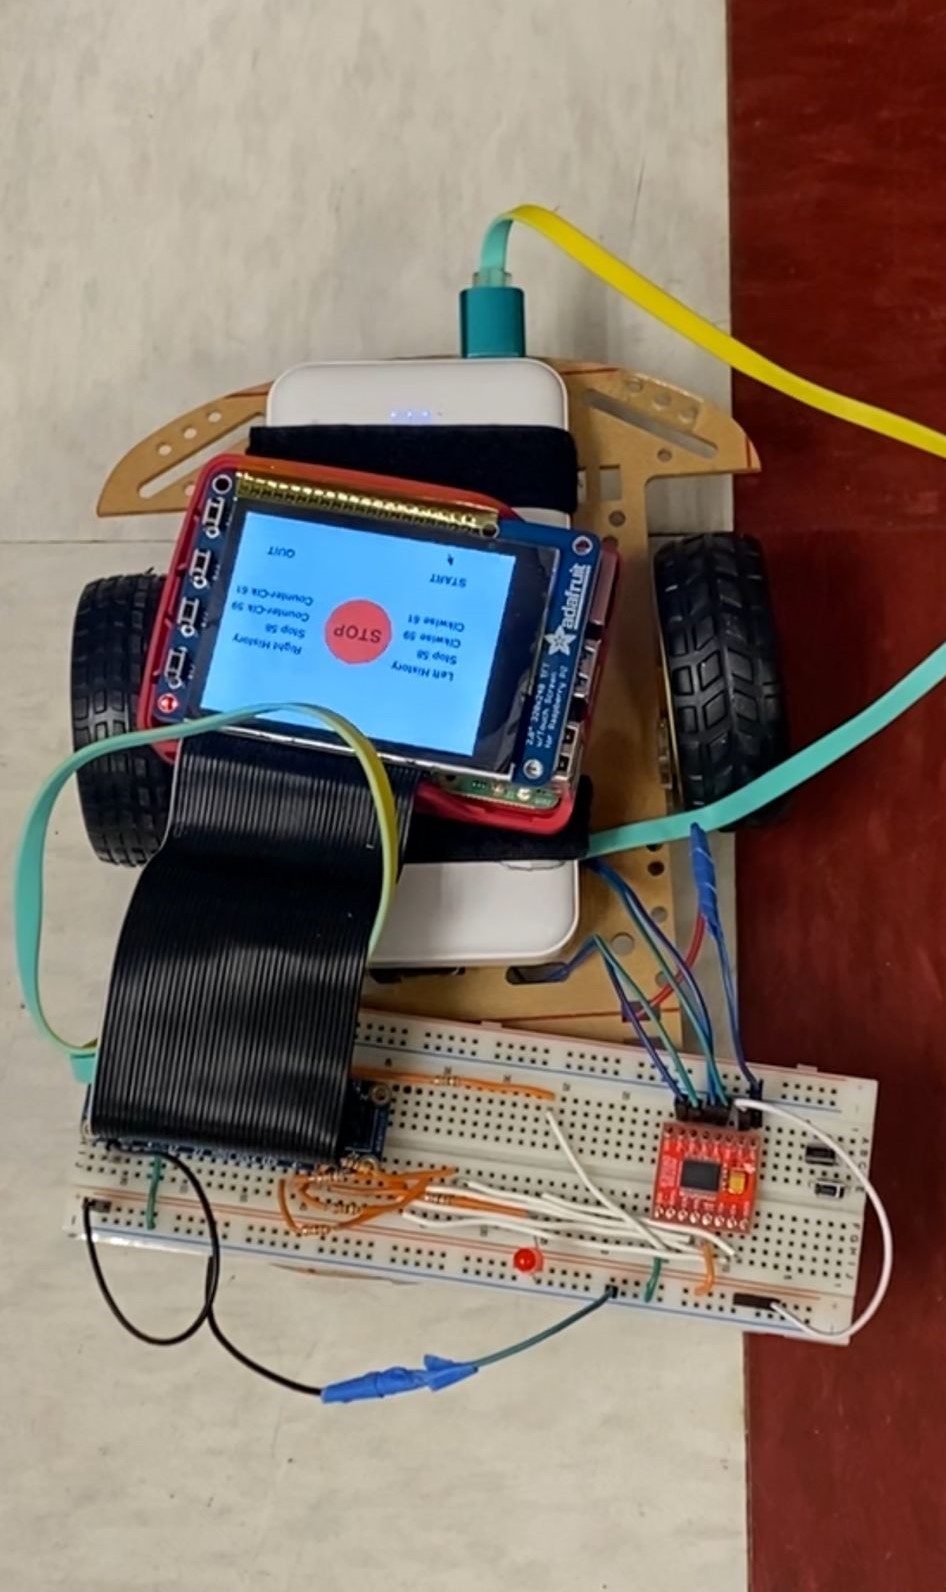 Left History
Stop 58
Clkwise 59
Clkwise 61
START
STOP
Right History
Stop 58
Counter-Clk 59
Counter-Clk 61
QUIT
adafruit
2.8" 320x240 TFT
w/Touch Screen
for Raspberry Pi